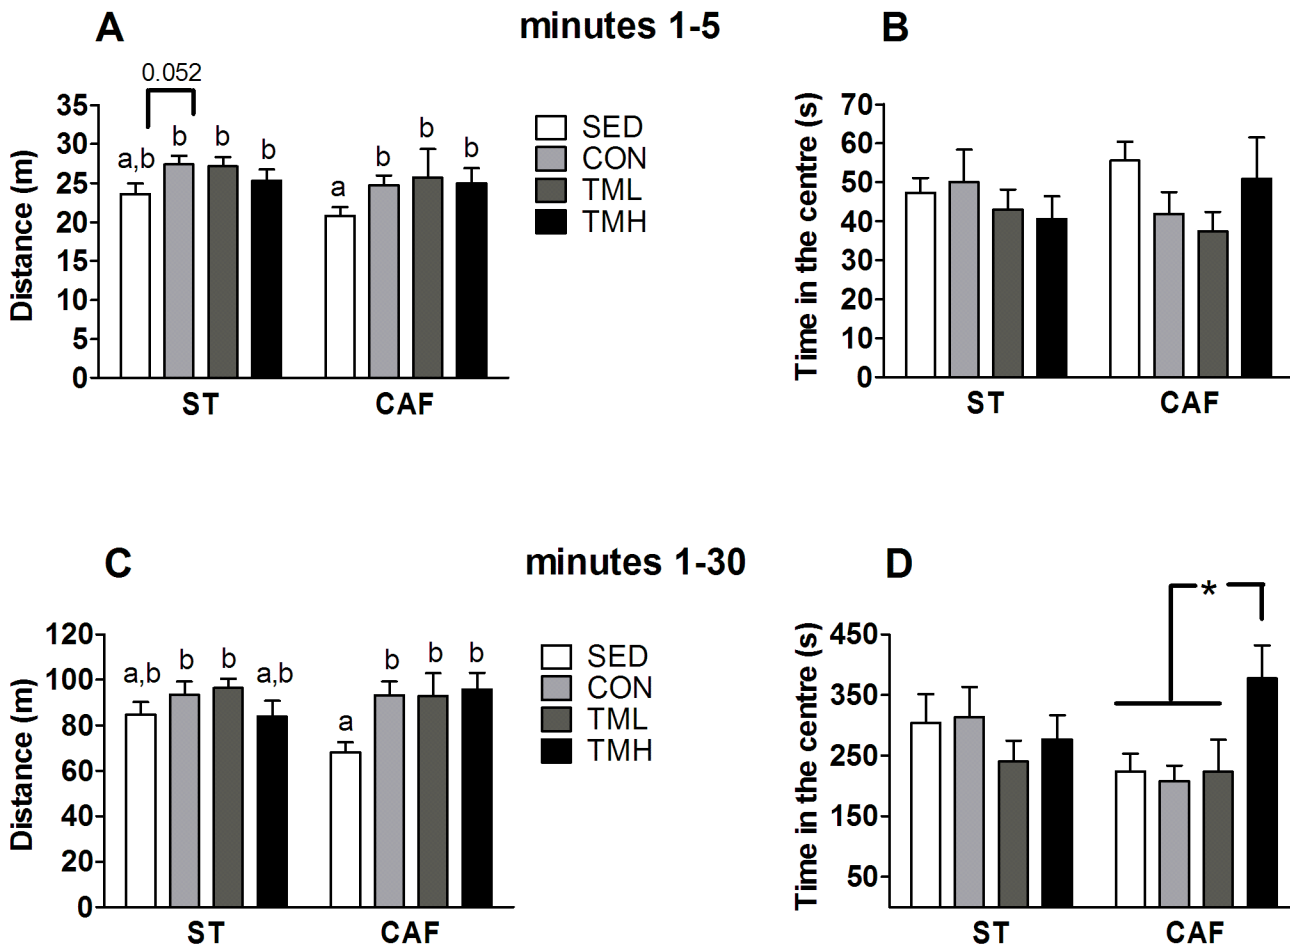 A
minutes 1-5
B
0.052
a,b
b
b
b
a
b
b
b
Distance (m)
35
30
25
20
15
10
5
0
ST
CAF
SED
CON
TML
TMH
Time in the centre (s)
70
60
50
40
30
20
10
0
ST
CAF
C
minutes 1-30
D
a,b
b
b
a,b
a
b
b
b
Distance (m)
120
100
80
60
40
20
0
ST
CAF
SED
CON
TML
TMH
*
Time in the centre (s)
450
350
250
150
50
ST
CAF